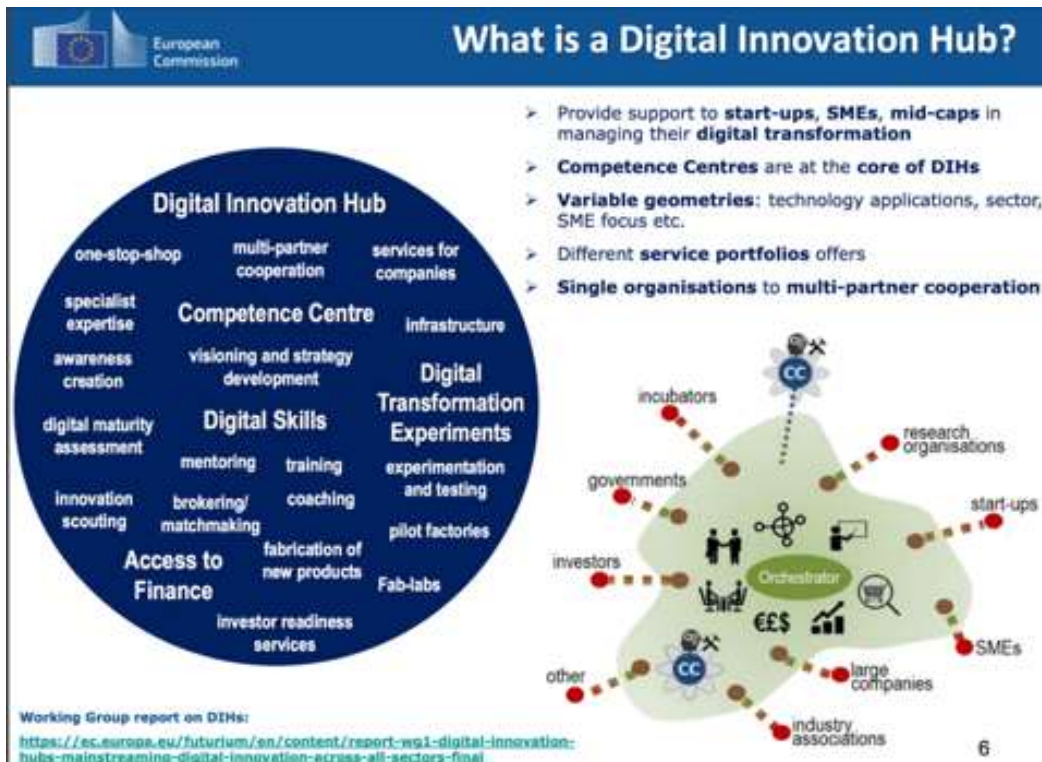 European
Commission
What is a Digital Innovation Hub?
Digital Innovation Hub
one-stop-shop
multi-partner
cooperation
services for
companies
specialist
expertise
Competence Centre
infrastructure
awareness
creation
visioning and strategy
development
Digital
Transformation
Experiments
digital maturity
assessment
Digital Skills
mentoring
training
experimentation
and testing
innovation
scouting
brokering/
matchmaking
coaching
pilot factories
Access to
Finance
fabrication of
new products
Fab-labs
investor readiness
services
➢ Provide support to start-ups, SMEs, mid-caps in
managing their digital transformation
➢ Competence Centres are at the core of DIHs
➢ Variable geometries: technology applications, sector,
SME focus etc.
➢ Different service portfolios offers
➢ Single organisations to multi-partner cooperation
CC
incubators
research
organisations
governments
start-ups
investors
Orchestrator
€£$
SMEs
CC
other
large
companies
industry
associations
Working Group report on DIHs:
https://ec.europa.eu/futurium/en/content/report-wg1-digital-innovation-
hubs-mainstreaming-digital-innovation-across-all-sectors-final
6